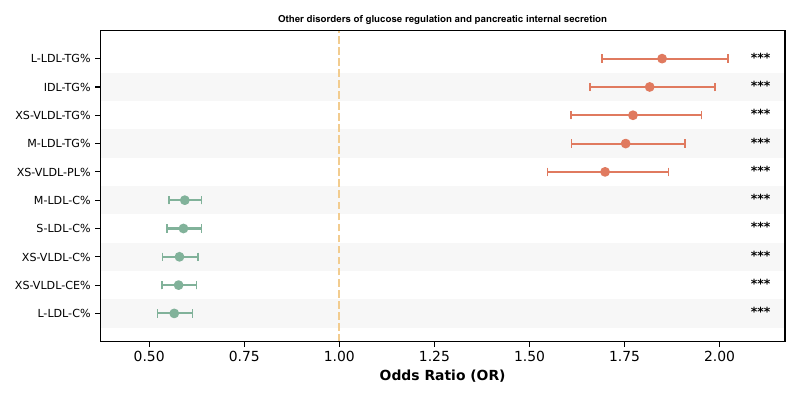 Other disorders of glucose regulation and pancreatic internal secretion
L-LDL-TG% ***
IDL-TG% ***
XS-VLDL-TG% ***
M-LDL-TG% ***
XS-VLDL-PL% ***
M-LDL-C% ***
S-LDL-C% ***
XS-VLDL-C% ***
XS-VLDL-CE% ***
L-LDL-C% ***
0.50 0.75 1.00 1.25 1.50 1.75 2.00
Odds Ratio (OR)